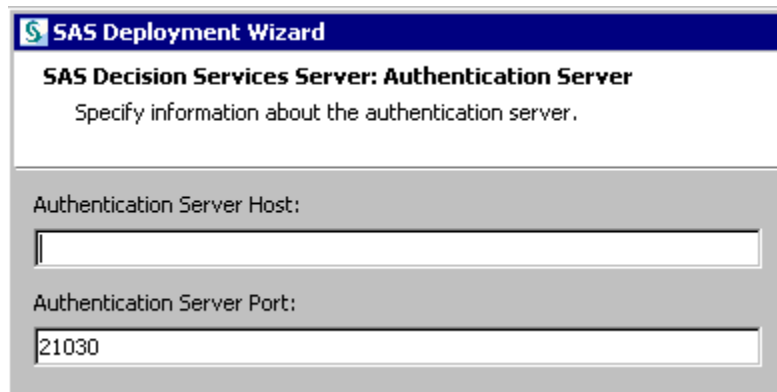 SAS Deployment Wizard
SAS Decision Services Server: Authentication Server
Specify information about the authentication server.
Authentication Server Host:
Authentication Server Port:
21030